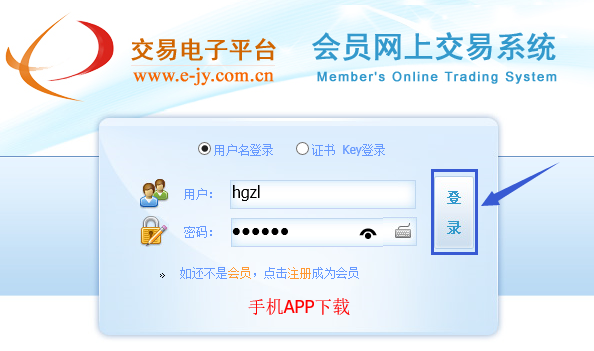 交易电子平台
www.e-jy.com.cn
会员网上交易系统
Member's Online Trading System
用户名登录 证书 Key登录
用户： hgzl
密码： ●●●●●●
登录
如还不是会员，点击注册成为会员
手机APP下载